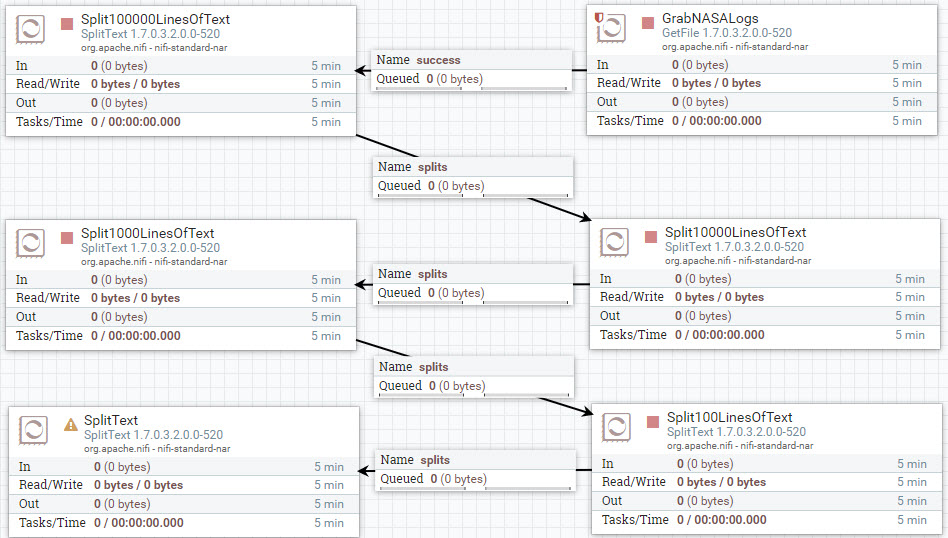 Split100000LinesOfText
SplitText 1.7.0.3.2.0.0-520
org.apache.nifi - nifi-standard-nar
In 0 (0 bytes) 5 min
Read/Write 0 bytes / 0 bytes 5 min
Out 0 (0 bytes) 5 min
Tasks/Time 0 / 00:00:00.000 5 min
Name success
Queued 0 (0 bytes)
GrabNASALogs
GetFile 1.7.0.3.2.0.0-520
org.apache.nifi - nifi-standard-nar
In 0 (0 bytes) 5 min
Read/Write 0 bytes / 0 bytes 5 min
Out 0 (0 bytes) 5 min
Tasks/Time 0 / 00:00:00.000 5 min
Name splits
Queued 0 (0 bytes)
Split1000LinesOfText
SplitText 1.7.0.3.2.0.0-520
org.apache.nifi - nifi-standard-nar
In 0 (0 bytes) 5 min
Read/Write 0 bytes / 0 bytes 5 min
Out 0 (0 bytes) 5 min
Tasks/Time 0 / 00:00:00.000 5 min
Name splits
Queued 0 (0 bytes)
Split10000LinesOfText
SplitText 1.7.0.3.2.0.0-520
org.apache.nifi - nifi-standard-nar
In 0 (0 bytes) 5 min
Read/Write 0 bytes / 0 bytes 5 min
Out 0 (0 bytes) 5 min
Tasks/Time 0 / 00:00:00.000 5 min
Name splits
Queued 0 (0 bytes)
SplitText
SplitText 1.7.0.3.2.0.0-520
org.apache.nifi - nifi-standard-nar
In 0 (0 bytes) 5 min
Read/Write 0 bytes / 0 bytes 5 min
Out 0 (0 bytes) 5 min
Tasks/Time 0 / 00:00:00.000 5 min
Name splits
Queued 0 (0 bytes)
Split100LinesOfText
SplitText 1.7.0.3.2.0.0-520
org.apache.nifi - nifi-standard-nar
In 0 (0 bytes) 5 min
Read/Write 0 bytes / 0 bytes 5 min
Out 0 (0 bytes) 5 min
Tasks/Time 0 / 00:00:00.000 5 min